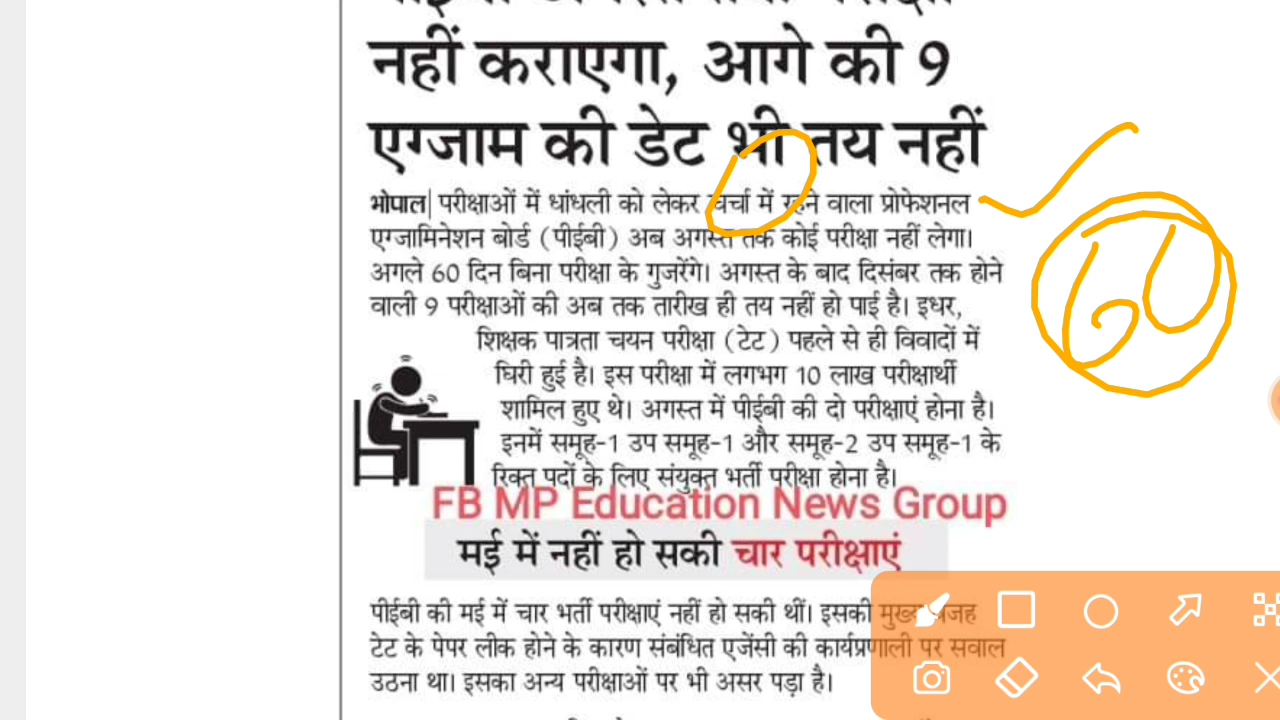 नहीं कराएगा, आगे की 9
एग्जाम की डेट भी तय नहीं
भोपाल| परीक्षाओं में धांधली को लेकर चर्चा में रहने वाला प्रोफेशनल
एग्जामिनेशन बोर्ड (पीईबी) अब अगस्त तक कोई परीक्षा नहीं लेगा।
अगले 60 दिन बिना परीक्षा के गुजरेंगे। अगस्त के बाद दिसंबर तक होने
वाली 9 परीक्षाओं की अब तक तारीख ही तय नहीं हो पाई है। इधर,
शिक्षक पात्रता चयन परीक्षा (टेट) पहले से ही विवादों में
घिरी हुई है। इस परीक्षा में लगभग 10 लाख परीक्षार्थी
शामिल हुए थे। अगस्त में पीईबी की दो परीक्षाएं होना है।
इनमें समूह-1 उप समूह-1 और समूह-2 उप समूह-1 के
रिक्त पदों के लिए संयुक्त भर्ती परीक्षा होना है।
60
FB MP Education News Group
मई में नहीं हो सकी चार परीक्षाएं
पीईबी की मई में चार भर्ती परीक्षाएं नहीं हो सकी थीं। इसकी मुख्य वजह
टेट के पेपर लीक होने के कारण संबंधित एजेंसी की कार्यप्रणाली पर सवाल
उठना था। इसका अन्य परीक्षाओं पर भी असर पड़ा है।